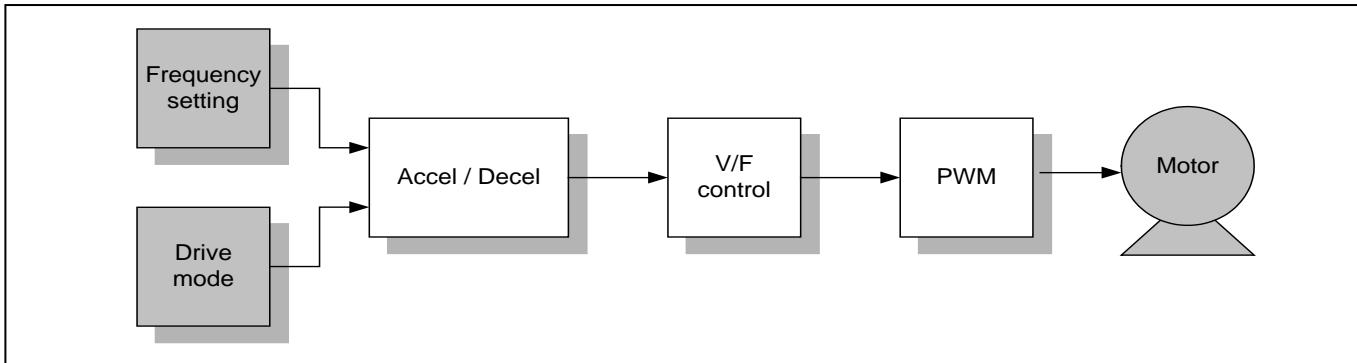 Frequency
setting
Drive
mode
Accel / Decel
V/F
control
PWM
Motor